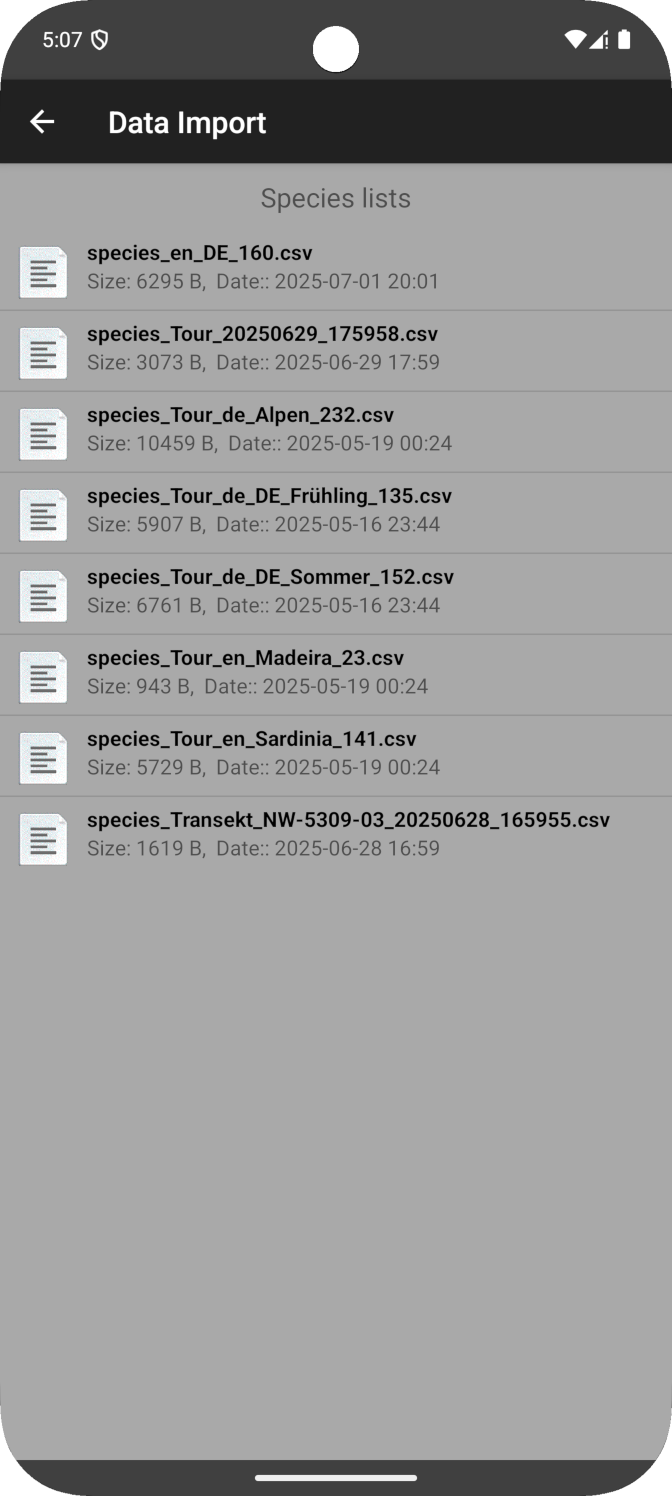 5:07
Data Import
Species lists
species_en_DE_160.csv
Size: 6295 B,  Date:: 2025-07-01 20:01
species_Tour_20250629_175958.csv
Size: 3073 B,  Date:: 2025-06-29 17:59
species_Tour_de_Alpen_232.csv
Size: 10459 B,  Date:: 2025-05-19 00:24
species_Tour_de_DE_Frühling_135.csv
Size: 5907 B,  Date:: 2025-05-16 23:44
species_Tour_de_DE_Sommer_152.csv
Size: 6761 B,  Date:: 2025-05-16 23:44
species_Tour_en_Madeira_23.csv
Size: 943 B,  Date:: 2025-05-19 00:24
species_Tour_en_Sardinia_141.csv
Size: 5729 B,  Date:: 2025-05-19 00:24
species_Transekt_NW-5309-03_20250628_165955.csv
Size: 1619 B,  Date:: 2025-06-28 16:59